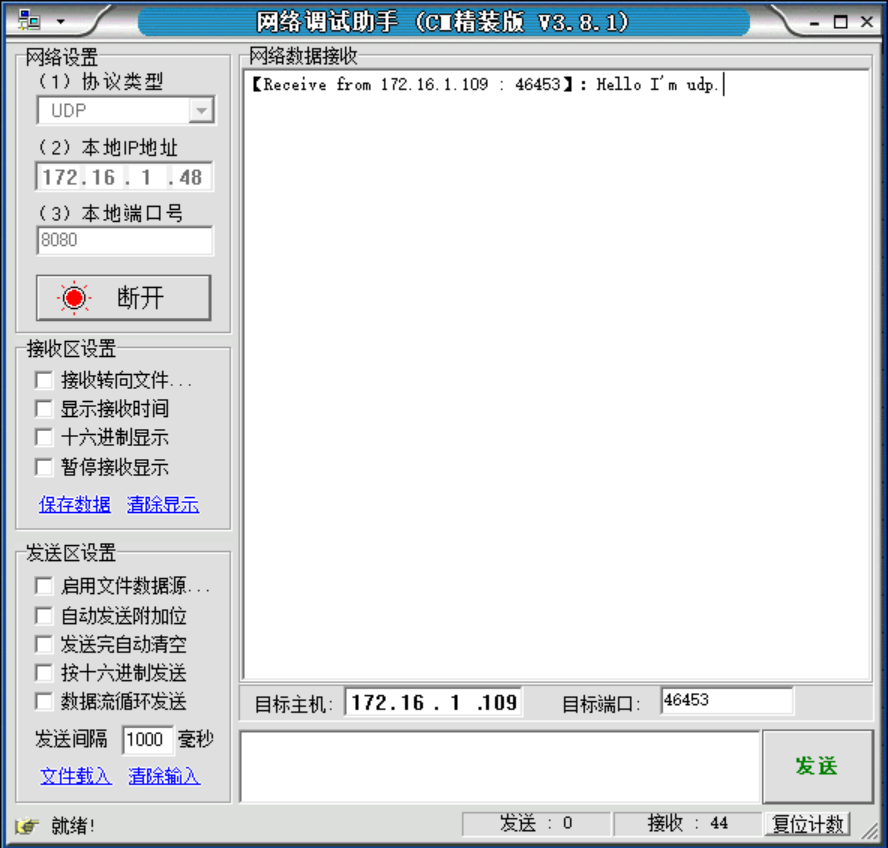 网络调试助手 (CⅢ精装版 V3.8.1)
网络设置
(1) 协议类型
UDP
(2) 本地IP地址
172.16 . 1 .48
(3) 本地端口号
8080
断开
接收区设置
接收转向文件...
显示接收时间
十六进制显示
暂停接收显示
保存数据 清除显示
发送区设置
启用文件数据源...
自动发送附加位
发送完自动清空
按十六进制发送
数据流循环发送
发送间隔 1000 毫秒
文件载入 清除输入
网络数据接收
【Receive from 172.16.1.109 : 46453】: Hello I'm udp.
目标主机: 172.16 . 1 .109 目标端口: 46453
发送
就绪! 发送 : 0 接收 : 44 复位计数